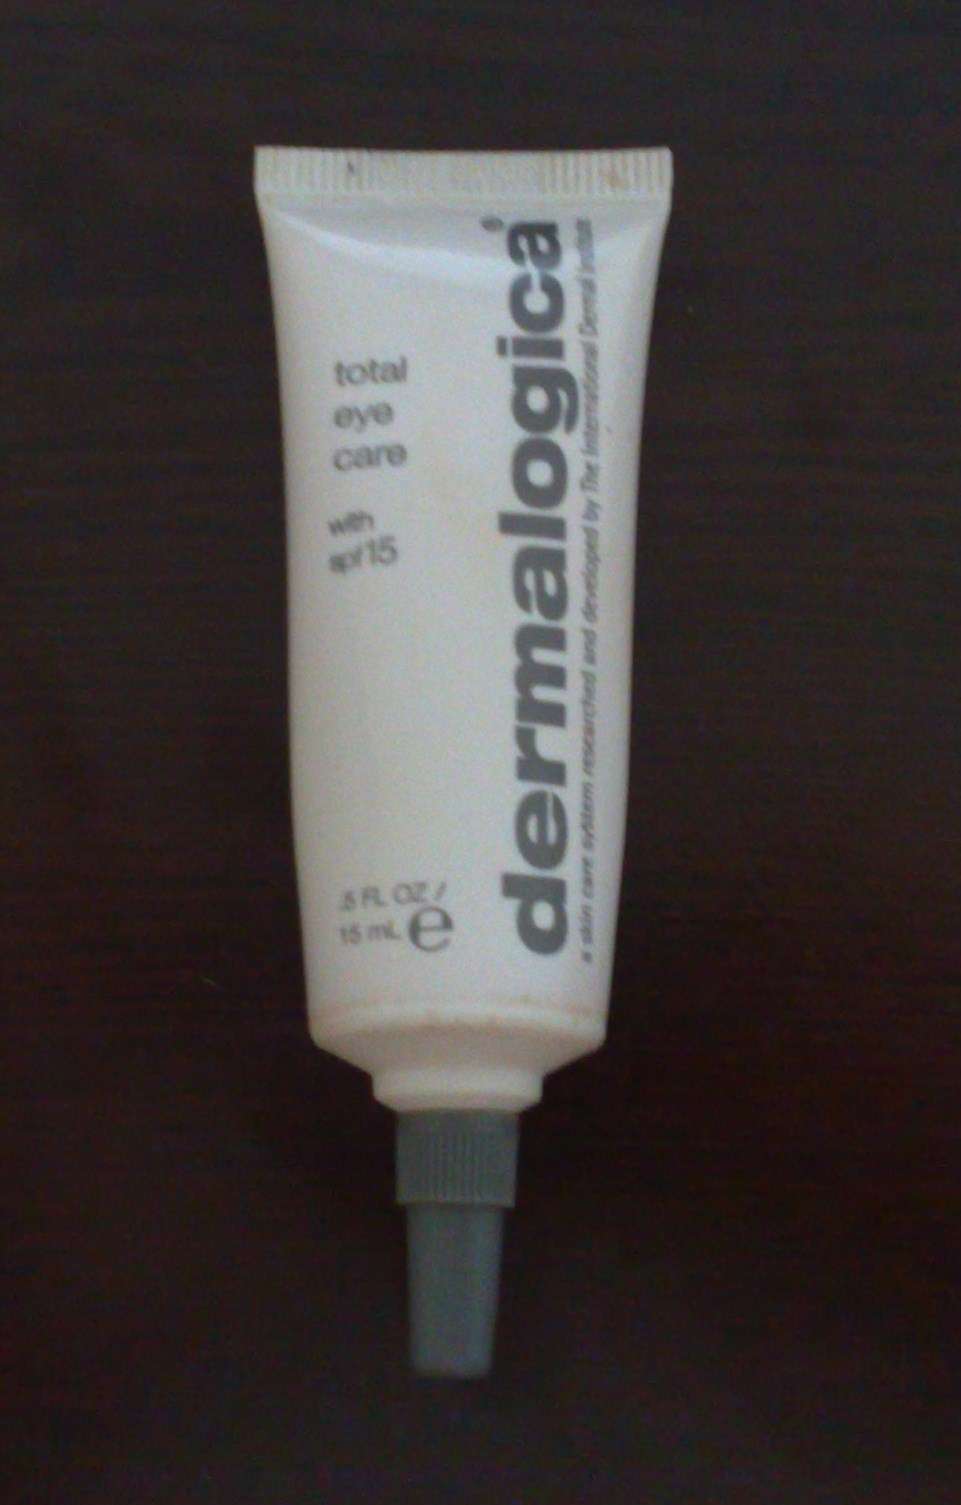 total
eye
care
with
spf15
.5 FL OZ /
15 mL e
dermalogica®
a skin care system researched and developed by The International Dermal Institute